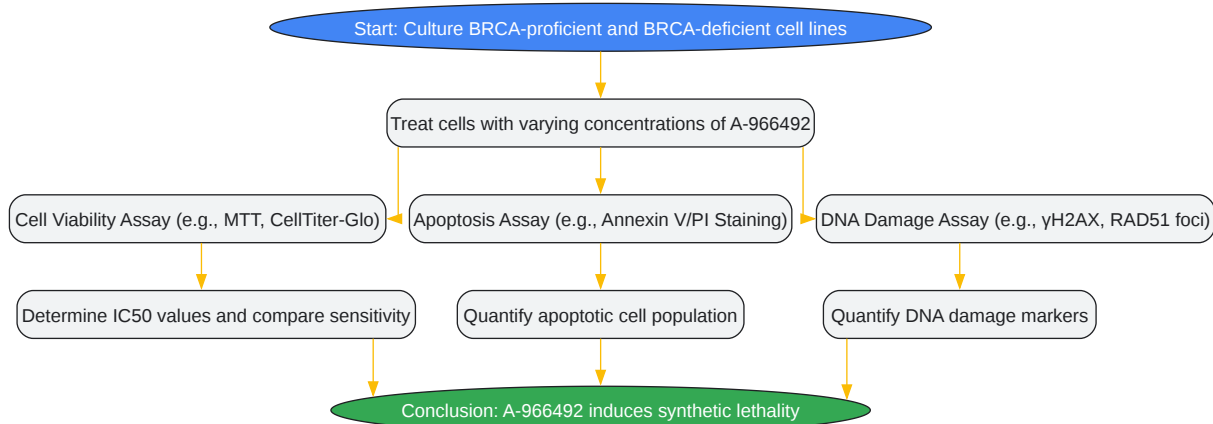 Start: Culture BRCA-proficient and BRCA-deficient cell lines
Treat cells with varying concentrations of A-966492
Cell Viability Assay (e.g., MTT, CellTiter-Glo)
Apoptosis Assay (e.g., Annexin V/PI Staining)
DNA Damage Assay (e.g., γH2AX, RAD51 foci)
Determine IC50 values and compare sensitivity
Quantify apoptotic cell population
Quantify DNA damage markers
Conclusion: A-966492 induces synthetic lethality